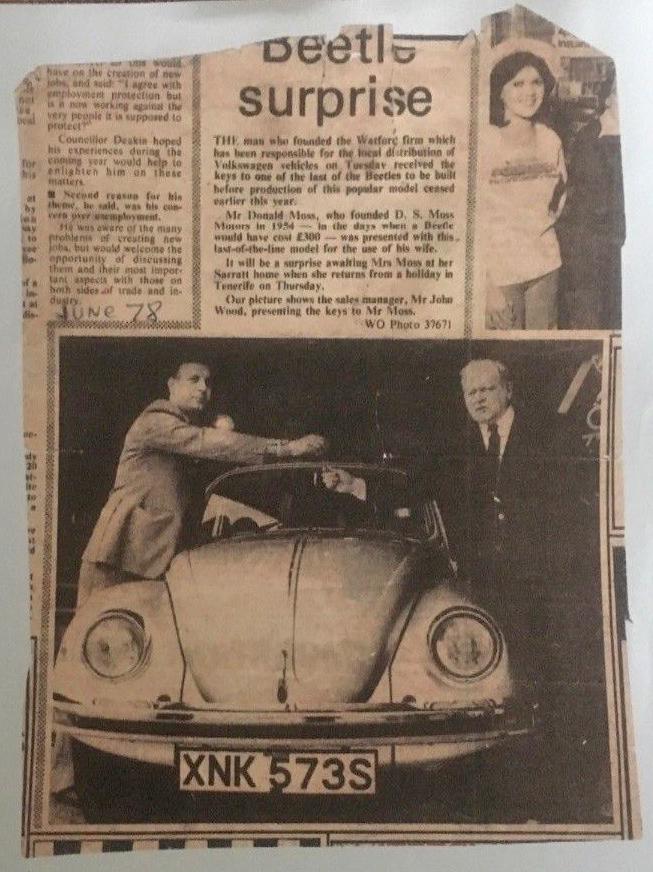 have on the creation of new
jobs, and said: "I agree with
employment protection but
is it now working against the
very people it is supposed to
protect?"
Councillor Deakin hoped
his experiences during the
coming year would help to
enlighten him on these
matters.
■ Second reason for his
theme, he said, was his con-
cern over unemployment.
He was aware of the many
problems of creating new
jobs, but would welcome the
opportunity of discussing
them and their most impor-
tant aspects with those on
both sides of trade and in-
dustry.
JUNE 78
Beetle
surprise
THE man who founded the Watford firm which
has been responsible for the local distribution of
Volkswagen vehicles on Tuesday received the
keys to one of the last of the Beetles to be built
before production of this popular model ceased
earlier this year.
Mr Donald Moss, who founded D. S. Moss
Motors in 1954 — in the days when a Beetle
would have cost £300 — was presented with this
last-of-the-line model for the use of his wife.
It will be a surprise awaiting Mrs Moss at her
Sarratt home when she returns from a holiday in
Tenerife on Thursday.
Our picture shows the sales manager, Mr John
Wood, presenting the keys to Mr Moss.
WO Photo 37671
XNK 573S